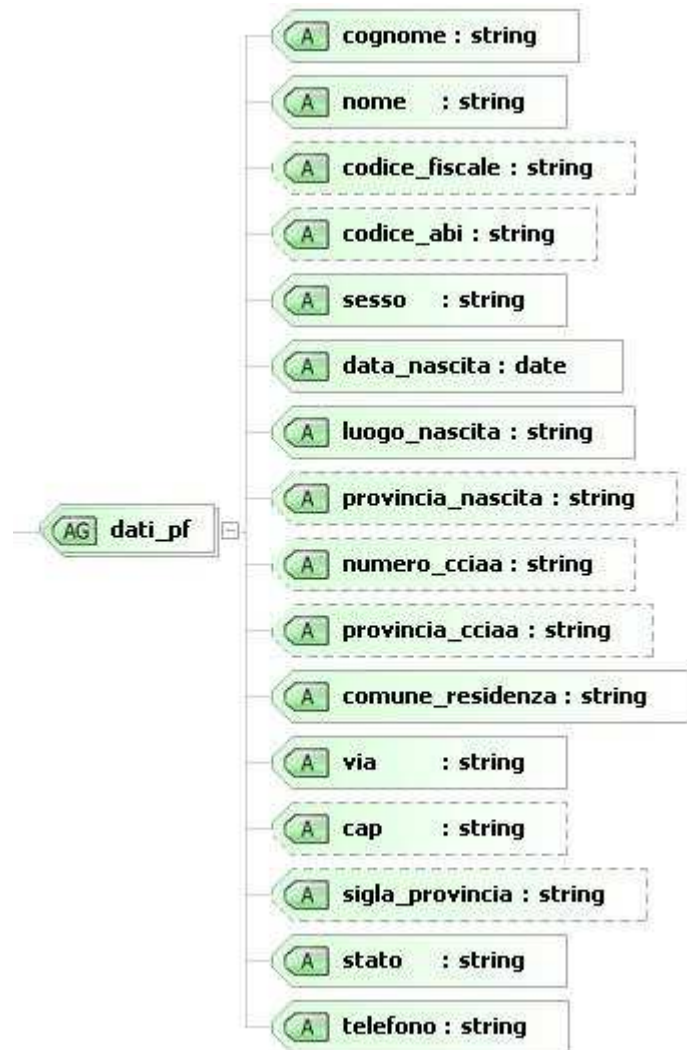 A cognome : string
A nome : string
A codice_fiscale : string
A codice_abi : string
A sesso : string
A data_nascita : date
A luogo_nascita : string
AG dati_pf
A provincia_nascita : string
A numero_cciaa : string
A provincia_cciaa : string
A comune_residenza : string
A via : string
A cap : string
A sigla_provincia : string
A stato : string
A telefono : string